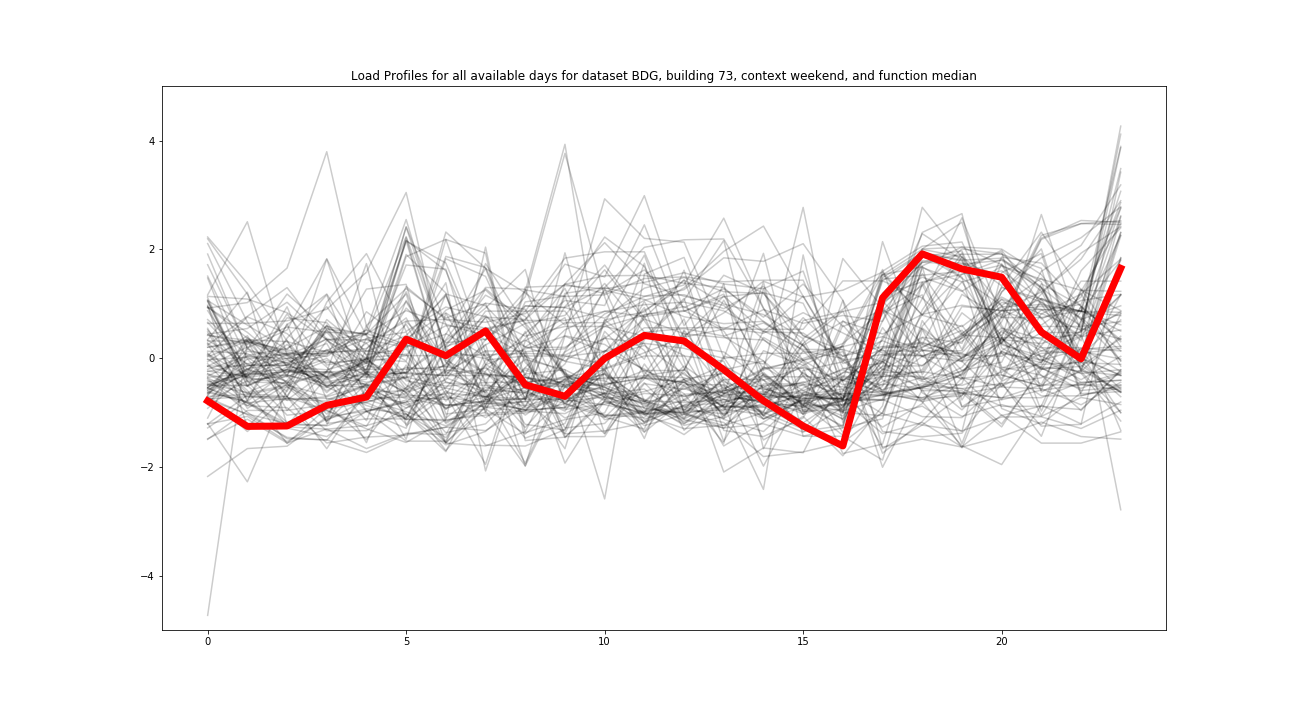 Load Profiles for all available days for dataset BDG, building 73, context weekend, and function median
4
2
0
−2
−4
0 5 10 15 20